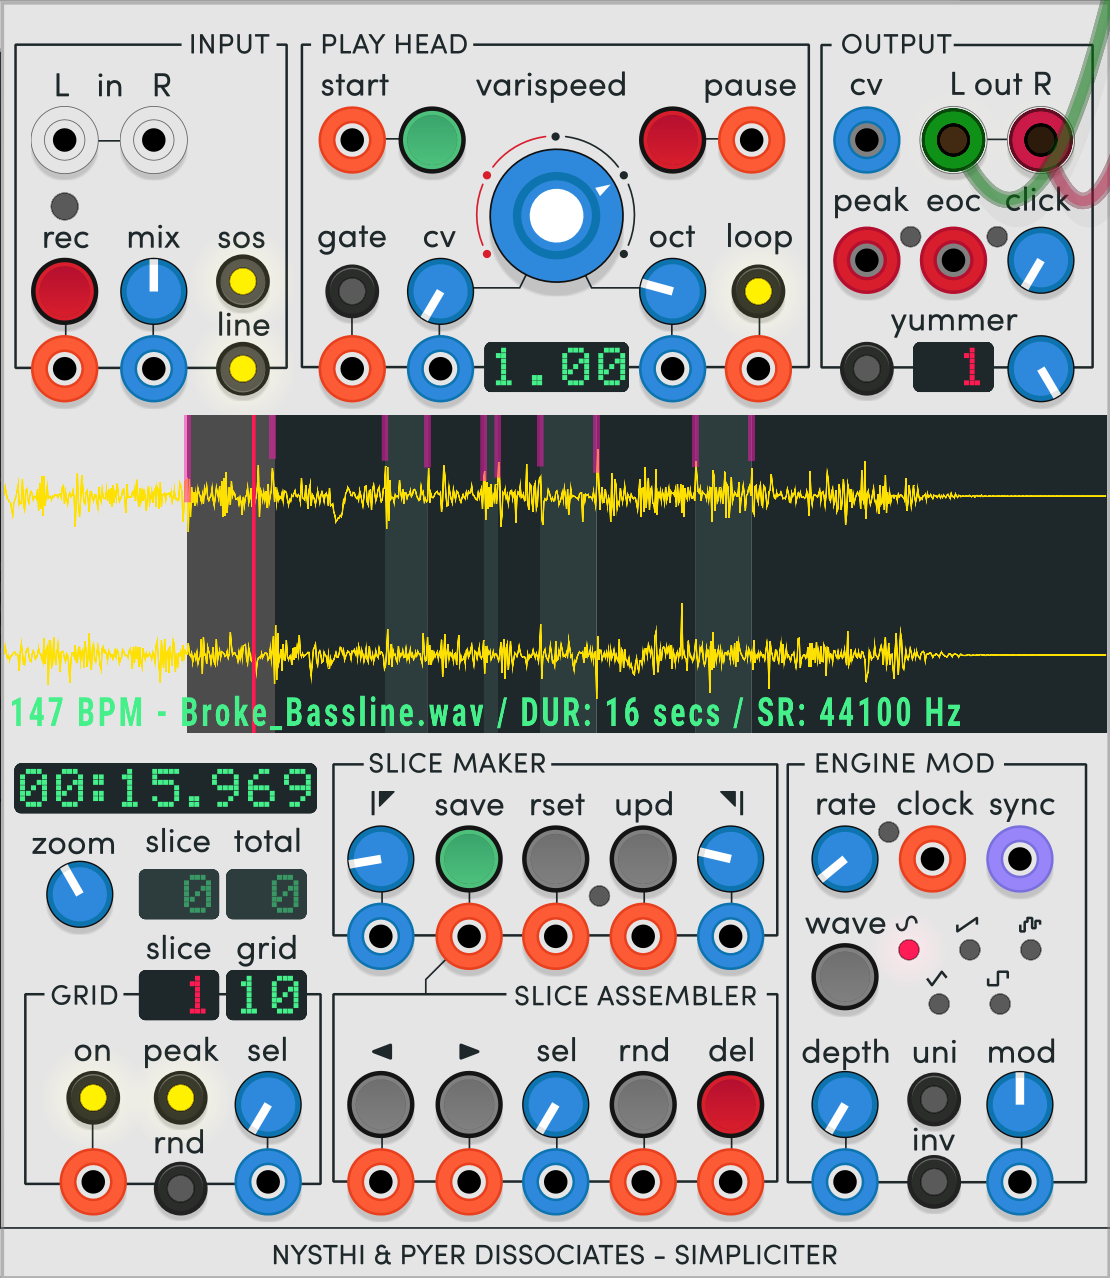 INPUT
L in R
rec
mix
sos
line
PLAY HEAD
start
varispeed
pause
gate
cv
oct
loop
1.00
OUTPUT
cv
L out R
peak
eoc
click
yummer
1
147 BPM - Broke_Bassline.wav / DUR: 16 secs / SR: 44100 Hz
00:15.969
zoom
slice
total
0
0
slice
grid
GRID
1
10
on
peak
sel
rnd
SLICE MAKER
save
rset
upd
SLICE ASSEMBLER
sel
rnd
del
ENGINE MOD
rate
clock
sync
wave
depth
uni
mod
inv
NYSTHI & PYER DISSOCIATES - SIMPLICITER